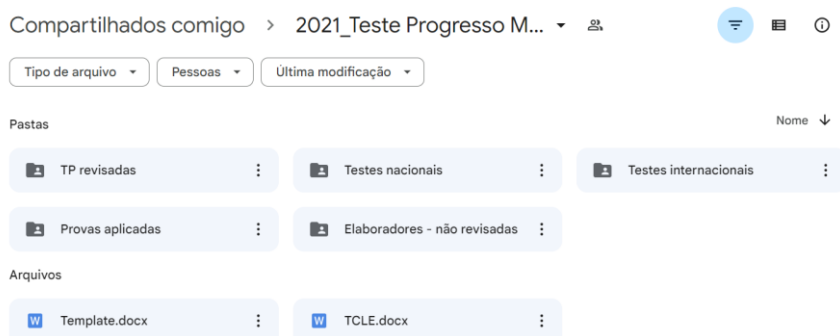 Compartilhados comigo > 2021_Teste Progresso M...
Tipo de arquivo Pessoas Última modificação
Pastas Nome
TP revisadas Testes nacionais Testes internacionais
Provas aplicadas Elaboradores - não revisadas
Arquivos
W Template.docx W TCLE.docx